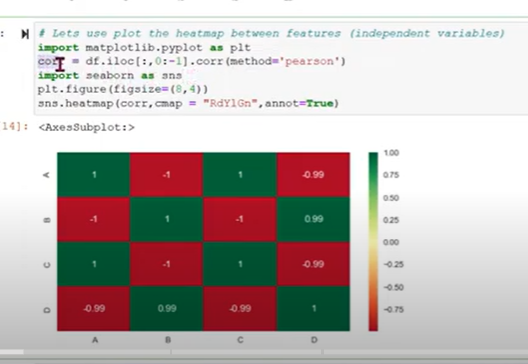 # Lets use plot the heatmap between features (independent variables)
import matplotlib.pyplot as plt
= df.iloc[:,0:-1].corr(method='pearson')
import seaborn as sns
plt.figure(figsize=(8,4))
sns.heatmap(corr,cmap = "RdYlGn",annot=True)
14]: <AxesSubplot:>
A 1 -1 1 -0.99
B -1 1 -1 0.99
C 1 -1 1 -0.99
D -0.99 0.99 -0.99 1
A B C D
1.00
0.75
0.50
0.25
0.00
-0.25
-0.50
-0.75